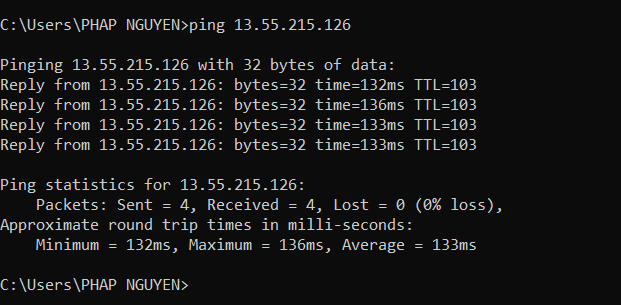 C:\Users\PHAP NGUYEN>ping 13.55.215.126
Pinging 13.55.215.126 with 32 bytes of data:
Reply from 13.55.215.126: bytes=32 time=132ms TTL=103
Reply from 13.55.215.126: bytes=32 time=136ms TTL=103
Reply from 13.55.215.126: bytes=32 time=133ms TTL=103
Reply from 13.55.215.126: bytes=32 time=133ms TTL=103
Ping statistics for 13.55.215.126:
    Packets: Sent = 4, Received = 4, Lost = 0 (0% loss),
Approximate round trip times in milli-seconds:
    Minimum = 132ms, Maximum = 136ms, Average = 133ms
C:\Users\PHAP NGUYEN>